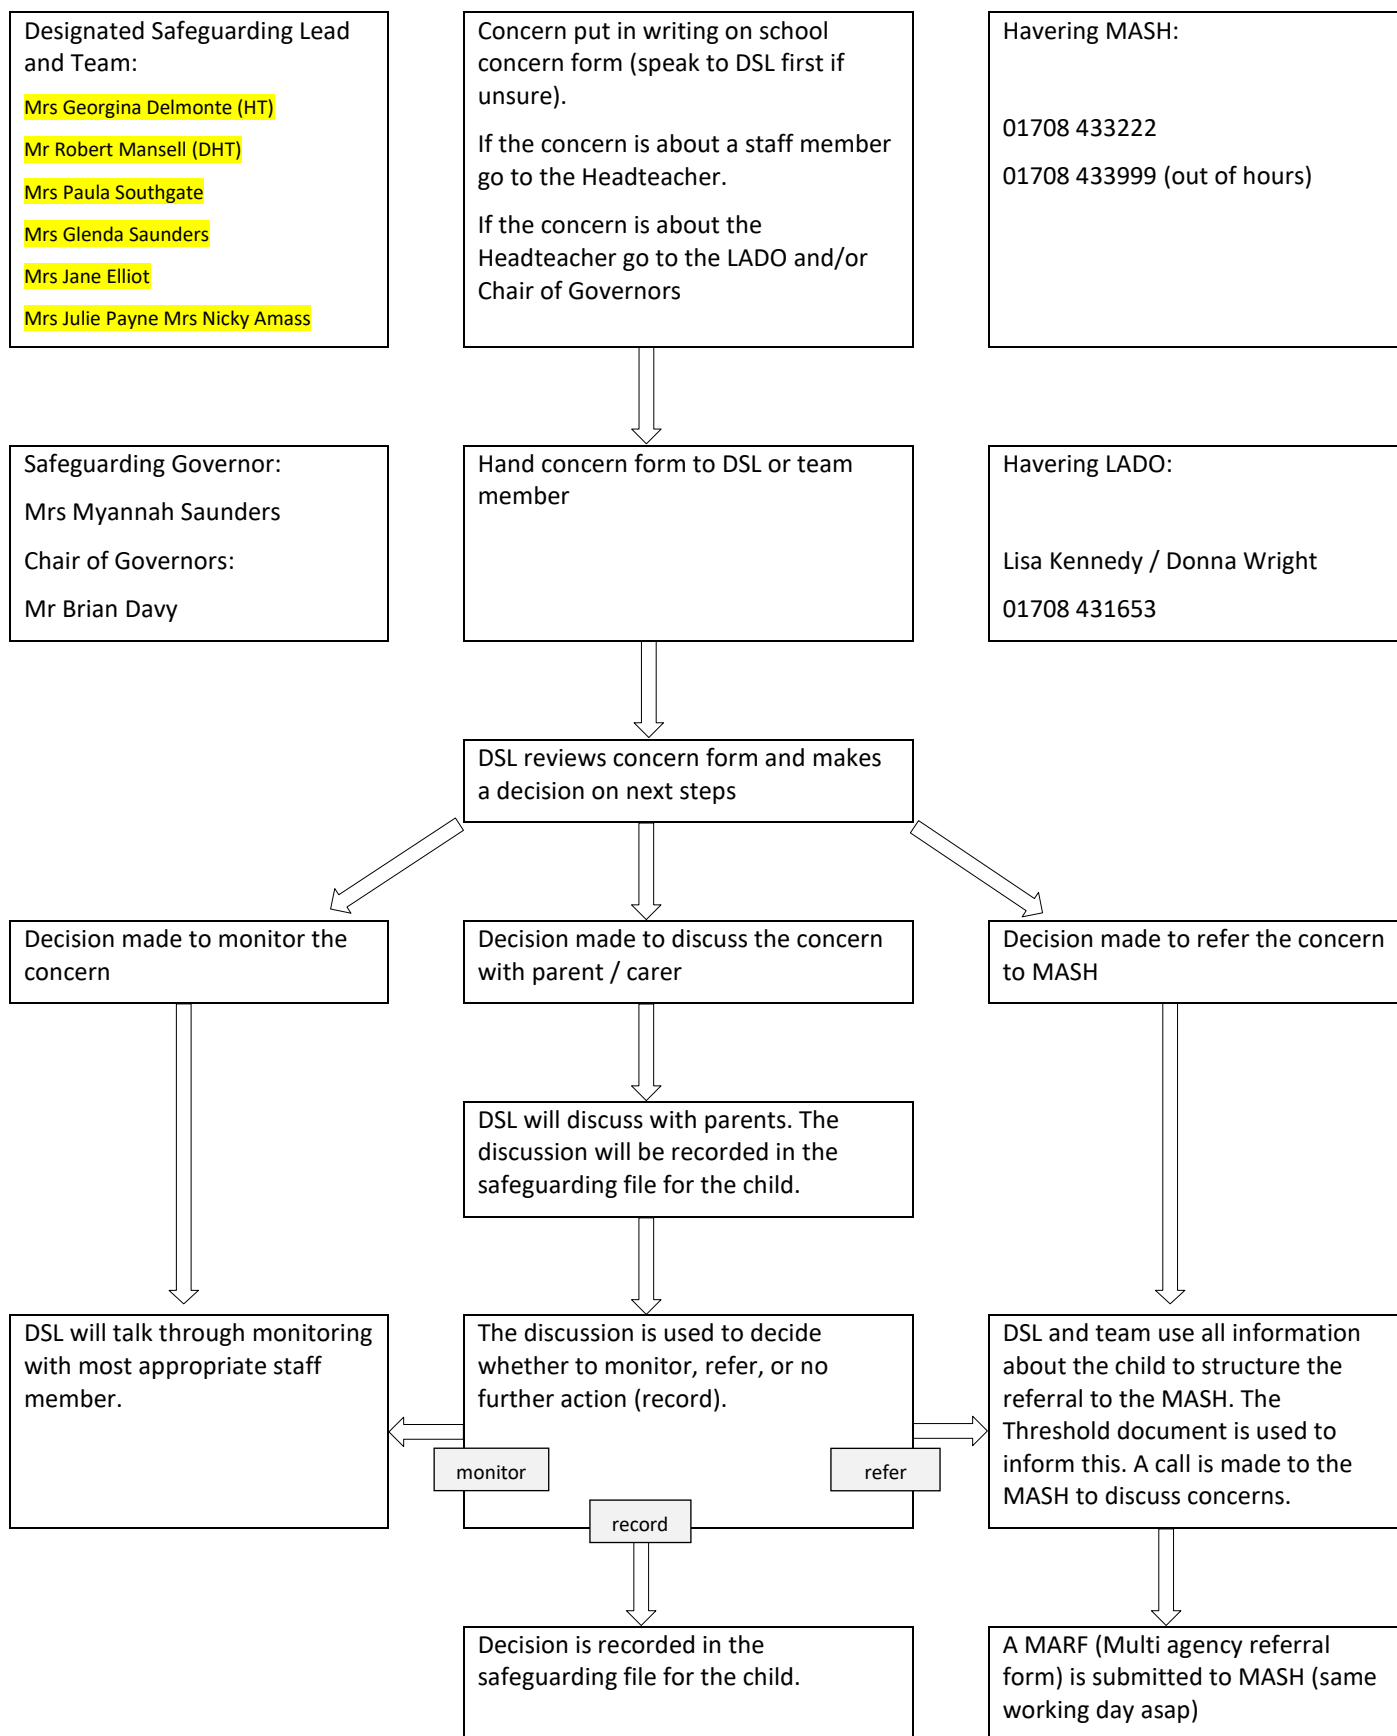 Designated Safeguarding Lead
and Team:
Mrs Georgina Delmonte (HT)
Mr Robert Mansell (DHT)
Mrs Paula Southgate
Mrs Glenda Saunders
Mrs Jane Elliot
Mrs Julie Payne Mrs Nicky Amass
Concern put in writing on school
concern form (speak to DSL first if
unsure).
If the concern is about a staff member
go to the Headteacher.
If the concern is about the
Headteacher go to the LADO and/or
Chair of Governors
Havering MASH:
01708 433222
01708 433999 (out of hours)
Safeguarding Governor:
Mrs Myannah Saunders
Chair of Governors:
Mr Brian Davy
Hand concern form to DSL or team
member
Havering LADO:
Lisa Kennedy / Donna Wright
01708 431653
DSL reviews concern form and makes
a decision on next steps
Decision made to monitor the
concern
Decision made to discuss the concern
with parent / carer
Decision made to refer the concern
to MASH
DSL will discuss with parents. The
discussion will be recorded in the
safeguarding file for the child.
DSL will talk through monitoring
with most appropriate staff
member.
The discussion is used to decide
whether to monitor, refer, or no
further action (record).
monitor
refer
record
DSL and team use all information
about the child to structure the
referral to the MASH. The
Threshold document is used to
inform this. A call is made to the
MASH to discuss concerns.
Decision is recorded in the
safeguarding file for the child.
A MARF (Multi agency referral
form) is submitted to MASH (same
working day asap)